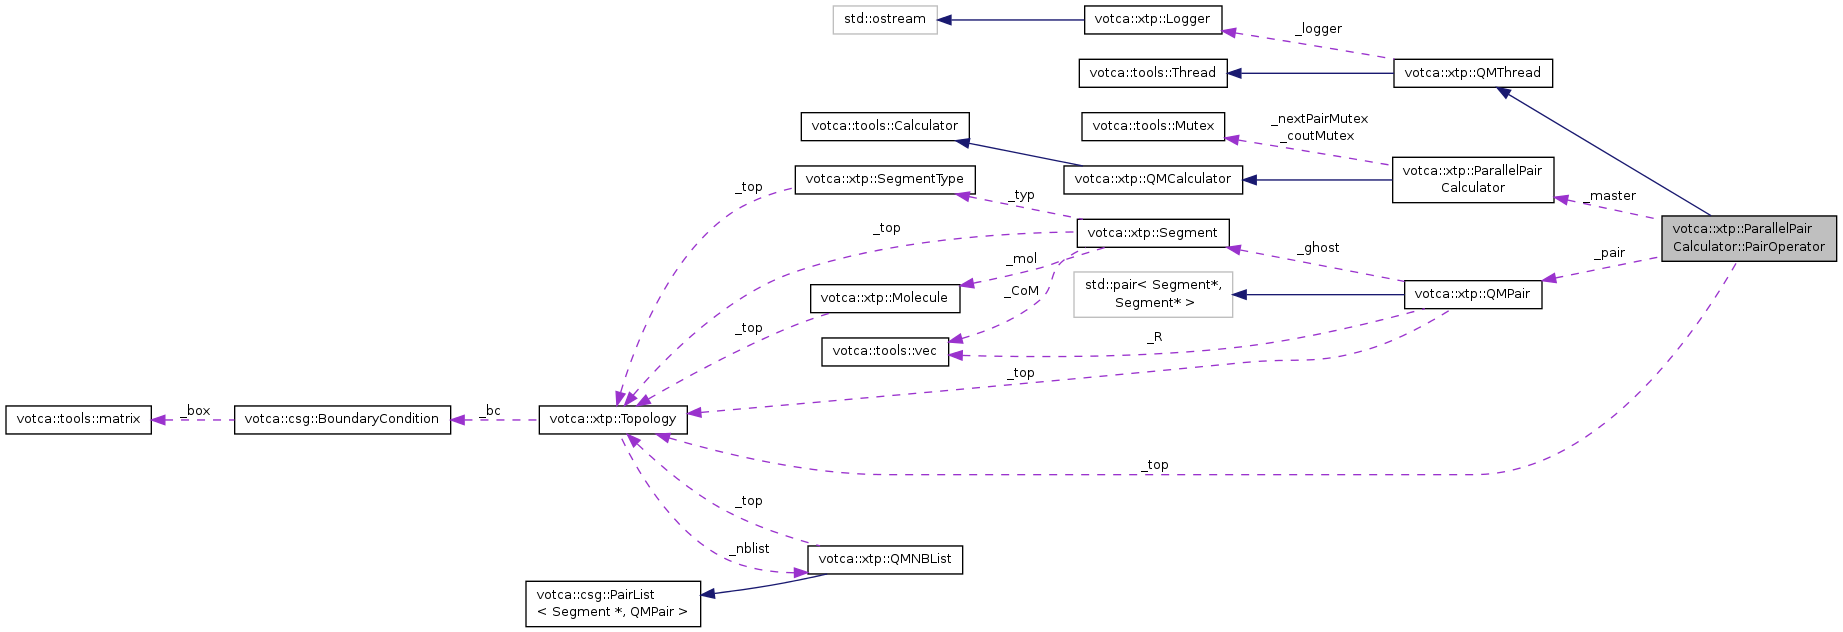 std::ostream
votca::xtp::Logger
_logger
votca::tools::Thread
votca::xtp::QMThread
votca::tools::Calculator
votca::tools::Mutex
_nextPairMutex
_coutMutex
votca::xtp::SegmentType
votca::xtp::QMCalculator
votca::xtp::ParallelPair
Calculator
_top
_typ
_master
_top
votca::xtp::Segment
votca::xtp::ParallelPair
Calculator::PairOperator
_mol
_ghost
_pair
votca::xtp::Molecule
_CoM
std::pair< Segment*,
Segment* >
votca::xtp::QMPair
_top
votca::tools::vec
_R
_top
votca::tools::matrix
_box
votca::csg::BoundaryCondition
_bc
votca::xtp::Topology
_top
_top
_nblist
votca::xtp::QMNBList
votca::csg::PairList
< Segment *, QMPair >